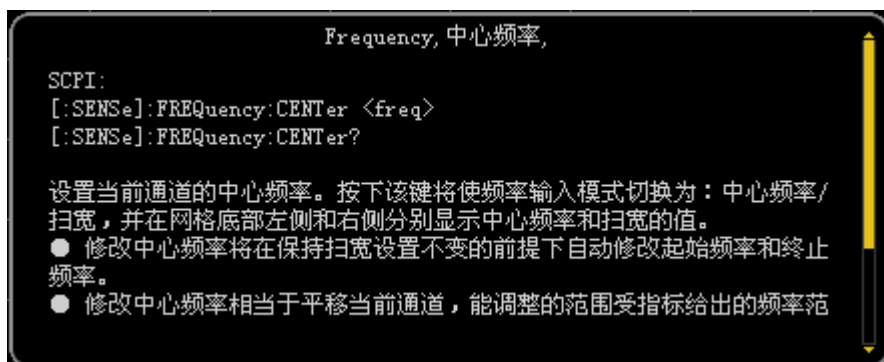 Frequency,中心频率,
SCPI:
[:SENSe]:FREQuency:CENTer <freq>
[:SENSe]:FREQuency:CENTer?
设置当前通道的中心频率。按下该键将使频率输入模式切换为：中心频率/
扫宽，并在网格底部左侧和右侧分别显示中心频率和扫宽的值。
● 修改中心频率将在保持扫宽设置不变的前提下自动修改起始频率和终止
频率。
● 修改中心频率相当于平移当前通道，能调整的范围受指标给出的频率范